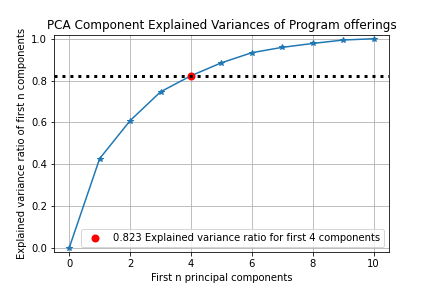 PCA Component Explained Variances of Program offerings
Explained variance ratio of first n components
1.0
0.8
0.6
0.4
0.2
0.0
0.823 Explained variance ratio for first 4 components
0 2 4 6 8 10
First n principal components